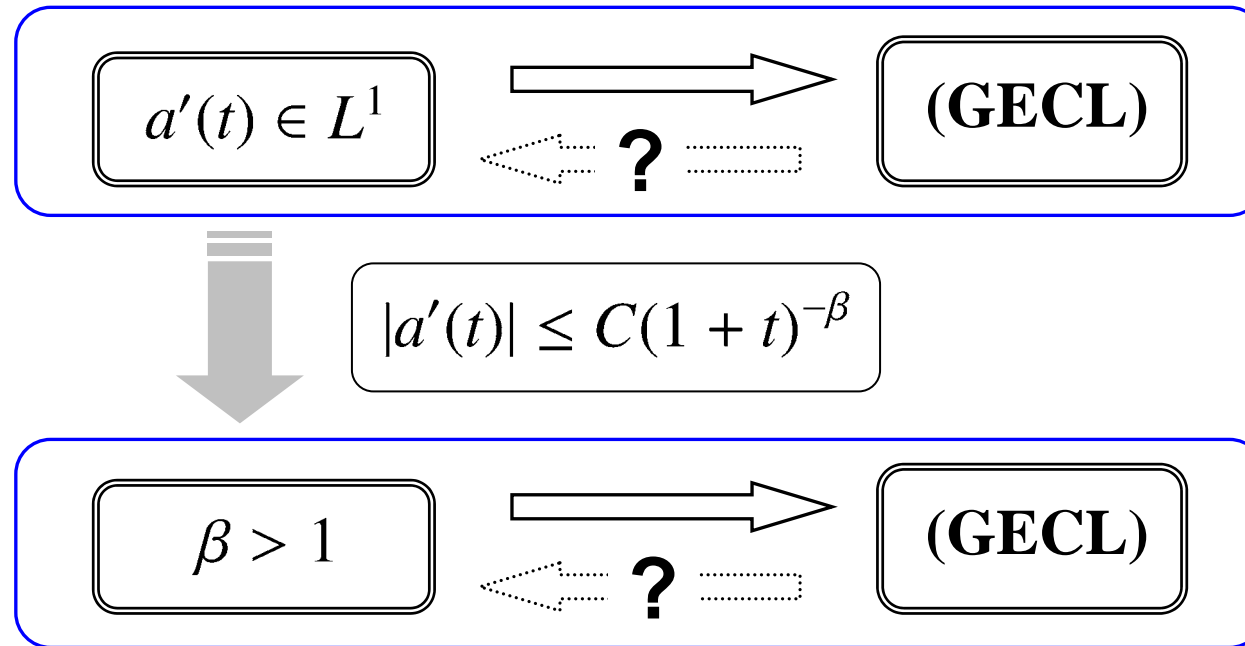 a′(t) ∈ L¹
(GECL)
?
|a′(t)| ≤ C(1 + t)^{−β}
β > 1
(GECL)
?